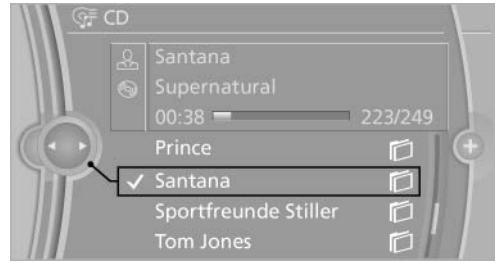 CD
Santana
Supernatural
00:38 223/249
Prince
Santana
Sportfreunde Stiller
Tom Jones